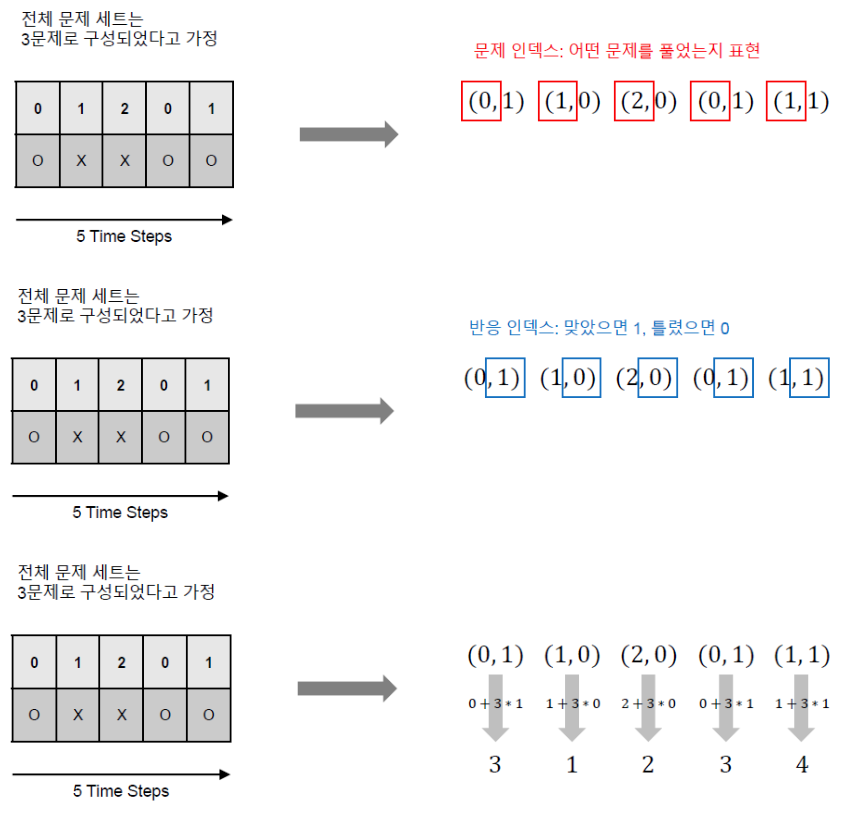 전체 문제 세트는
3문제로 구성되었다고 가정
문제 인덱스: 어떤 문제를 풀었는지 표현
0 1 2 0 1
O X X O O
(0,1) (1,0) (2,0) (0,1) (1,1)
5 Time Steps
전체 문제 세트는
3문제로 구성되었다고 가정
반응 인덱스: 맞았으면 1, 틀렸으면 0
0 1 2 0 1
O X X O O
(0,1) (1,0) (2,0) (0,1) (1,1)
5 Time Steps
전체 문제 세트는
3문제로 구성되었다고 가정
0 1 2 0 1
O X X O O
(0,1) (1,0) (2,0) (0,1) (1,1)
0+3*1 1+3*0 2+3*0 0+3*1 1+3*1
3 1 2 3 4
5 Time Steps